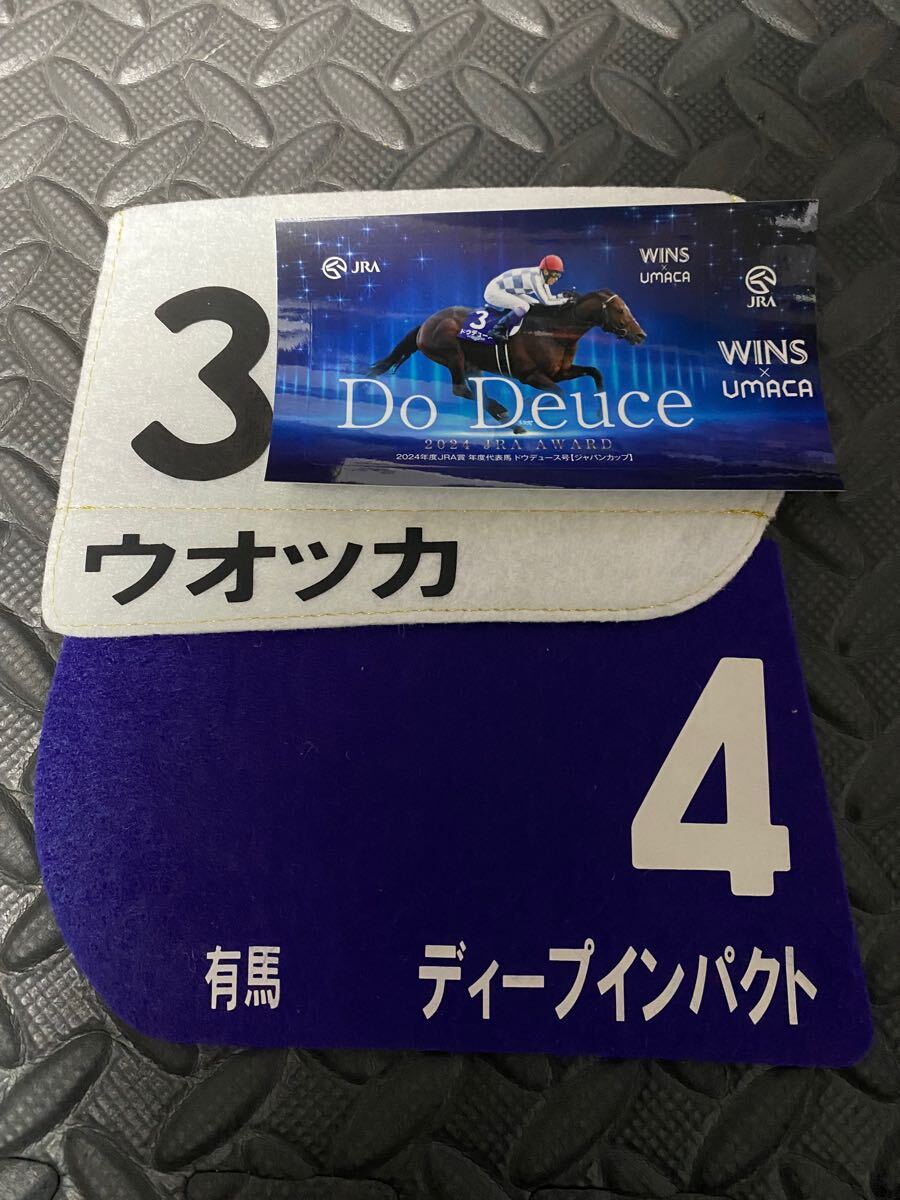 3
JRA
WINS
×
UMACA
JRA
WINS
×
UMACA
3
Do Deuce
2024 JRA AWARD
2024年度JRA賞 年度代表馬 ドウデュース号【ジャパンカップ】
ウオッカ
4
有馬 ディープインパクト